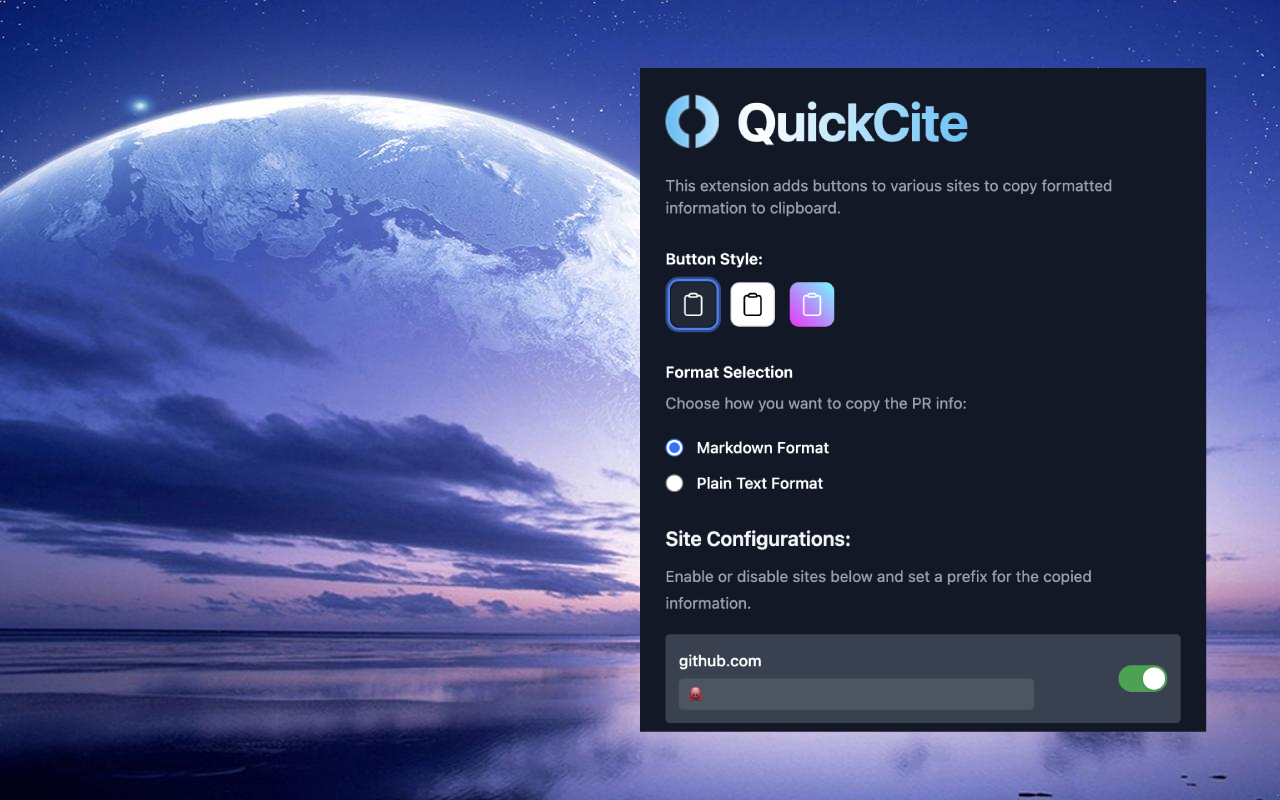 QuickCite
This extension adds buttons to various sites to copy formatted
information to clipboard.
Button Style:
Format Selection
Choose how you want to copy the PR info:
Markdown Format
Plain Text Format
Site Configurations:
Enable or disable sites below and set a prefix for the copied
information.
github.com
🐙